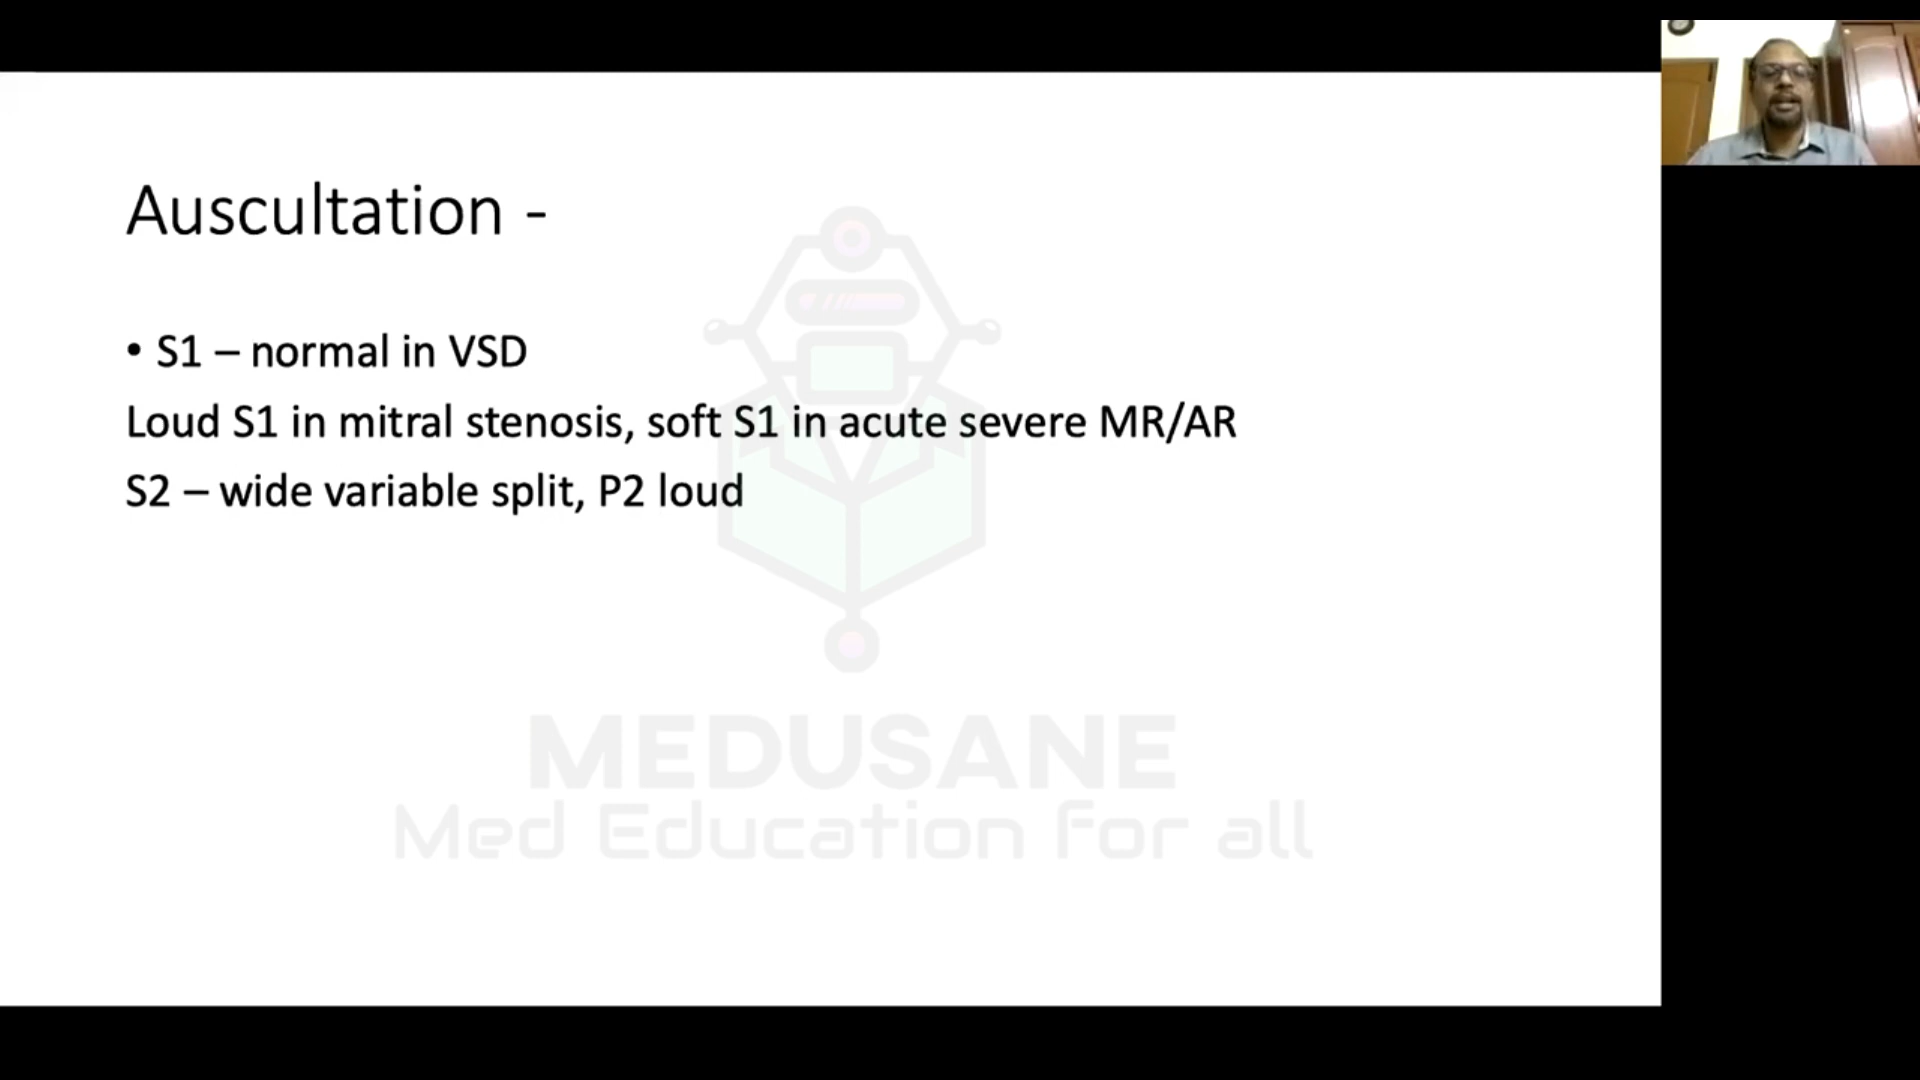 Auscultation -
• S1 – normal in VSD
Loud S1 in mitral stenosis, soft S1 in acute severe MR/AR
S2 – wide variable split, P2 loud
MEDUSANE
Med Education for all